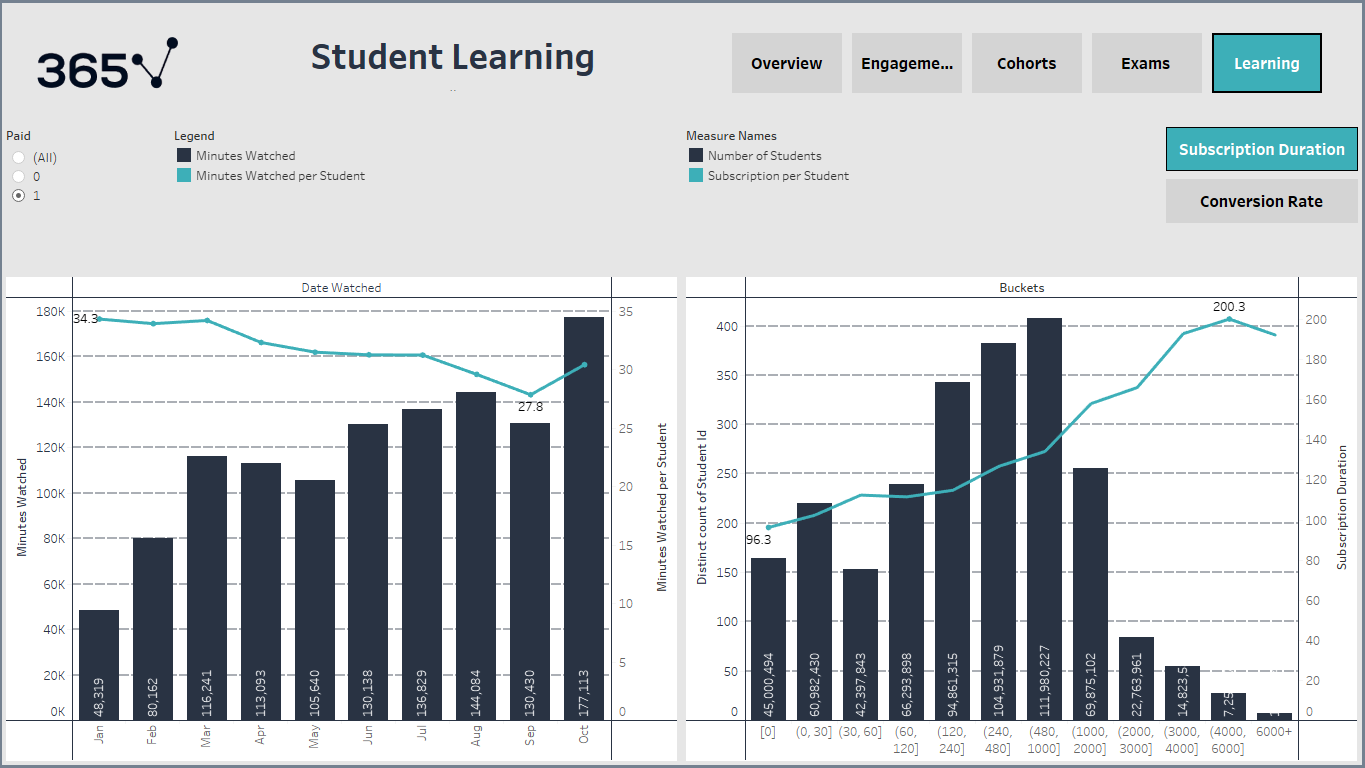 365
Student Learning
Overview
Engageme...
Cohorts
Exams
Learning
Paid
(All)
0
1
Legend
Minutes Watched
Minutes Watched per Student
Measure Names
Number of Students
Subscription per Student
Subscription Duration
Conversion Rate
Date Watched
Minutes Watched
180K
160K
140K
120K
100K
80K
60K
40K
20K
0K
34.3
27.8
48,319
80,162
116,241
113,093
105,640
130,138
136,829
144,084
130,430
177,113
Jan
Feb
Mar
Apr
May
Jun
Jul
Aug
Sep
Oct
35
30
25
20
15
10
5
0
Minutes Watched per Student
Buckets
Distinct count of Student Id
400
350
300
250
200
150
100
50
0
96.3
200.3
45,000,494
60,982,430
42,397,843
66,293,898
94,861,315
104,931,879
111,980,227
69,875,102
22,763,961
14,823,5
7,25
[0]
(0, 30]
(30, 60]
(60,
120]
(120,
240]
(240,
480]
(480,
1000]
(1000,
2000]
(2000,
3000]
(3000,
4000]
(4000,
6000]
6000+
200
180
160
140
120
100
80
60
40
20
0
Subscription Duration